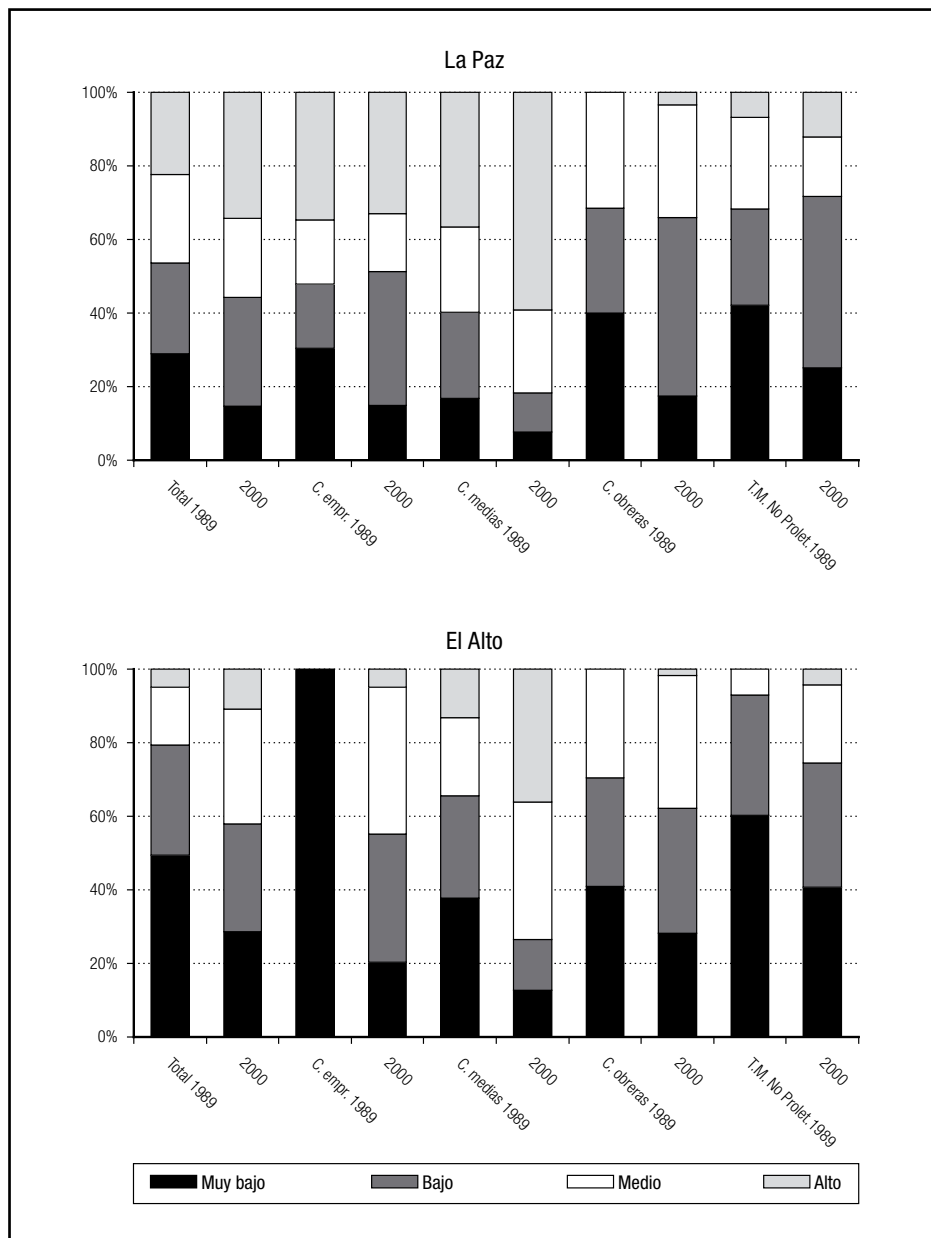 La Paz
100%
80%
60%
40%
20%
0%
Total 1989
2000
C. empr. 1989
2000
C. medias 1989
2000
C. obreras 1989
2000
T.M. No Prolet.1989
2000
El Alto
100%
80%
60%
40%
20%
0%
Total 1989
2000
C. empr. 1989
2000
C. medias 1989
2000
C. obreras 1989
2000
T.M. No Prolet.1989
2000
Muy bajo Bajo Medio Alto